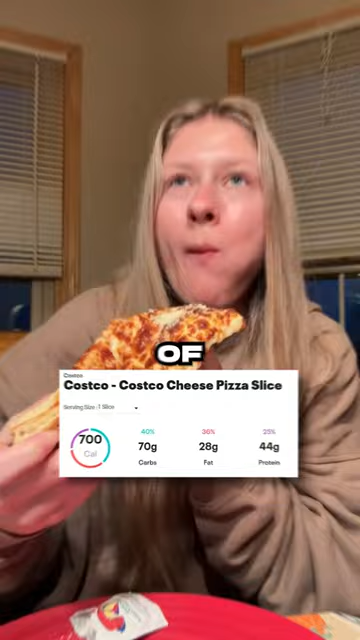 OF
Costco
Costco - Costco Cheese Pizza Slice
Serving Size : 1 Slice
700
Cal
40%
70g
Carbs
36%
28g
Fat
25%
44g
Protein